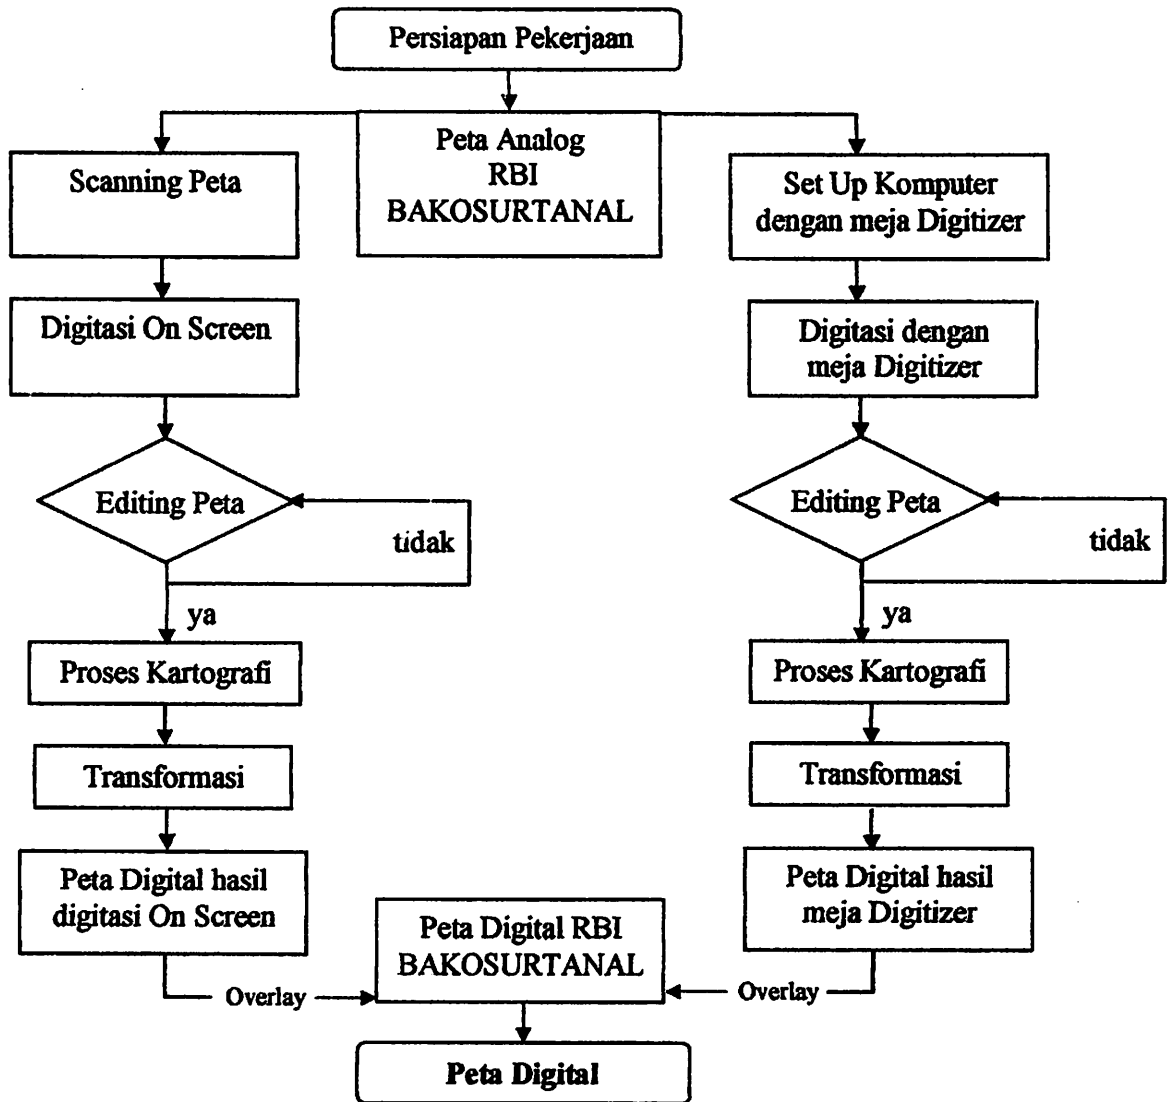 Persiapan Pekerjaan
Peta Analog
RBI
BAKOSURTANAL
Scanning Peta
Digitasi On Screen
Editing Peta
tidak
ya
Proses Kartografi
Transformasi
Peta Digital hasil
digitasi On Screen
Overlay
Set Up Komputer
dengan meja Digitizer
Digitasi dengan
meja Digitizer
Editing Peta
tidak
ya
Proses Kartografi
Transformasi
Peta Digital hasil
meja Digitizer
Overlay
Peta Digital RBI
BAKOSURTANAL
Peta Digital